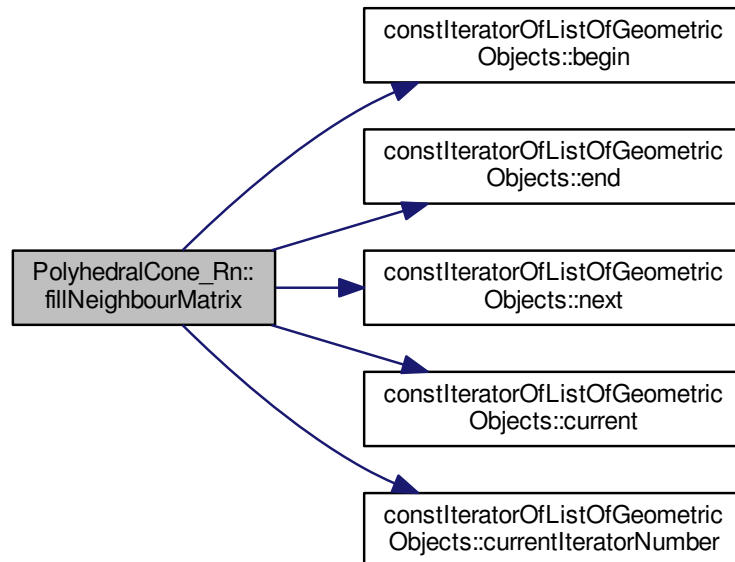 constIteratorOfListOfGeometric
Objects::begin
constIteratorOfListOfGeometric
Objects::end
PolyhedralCone_Rn::
fillNeighbourMatrix
constIteratorOfListOfGeometric
Objects::next
constIteratorOfListOfGeometric
Objects::current
constIteratorOfListOfGeometric
Objects::currentIteratorNumber